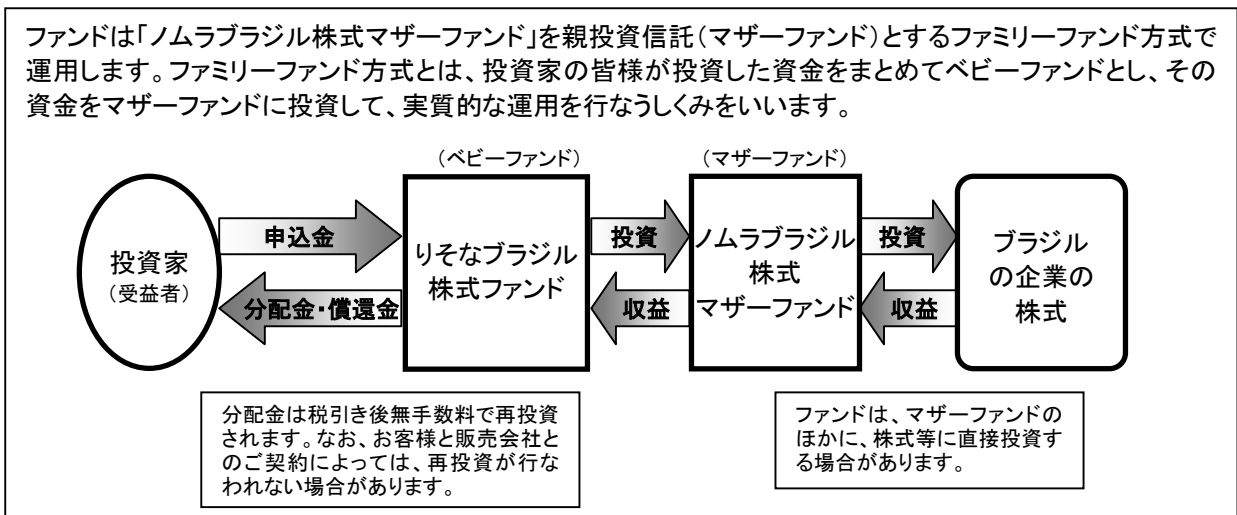 ファンドは「ノムラブラジル株式マザーファンド」を親投資信託(マザーファンド)とするファミリーファンド方式で
運用します。ファミリーファンド方式とは、投資家の皆様が投資した資金をまとめてベビーファンドとし、その
資金をマザーファンドに投資して、実質的な運用を行なうしくみをいいます。
(ベビーファンド)
(マザーファンド)
投資家
(受益者)
申込金
分配金・償還金
りそなブラジル
株式ファンド
投資
収益
ノムラブラジル
株式
マザーファンド
投資
収益
ブラジル
の企業の
株式
分配金は税引き後無手数料で再投資
されます。なお、お客様と販売会社と
のご契約によっては、再投資が行な
われない場合があります。
ファンドは、マザーファンドの
ほかに、株式等に直接投資す
る場合があります。